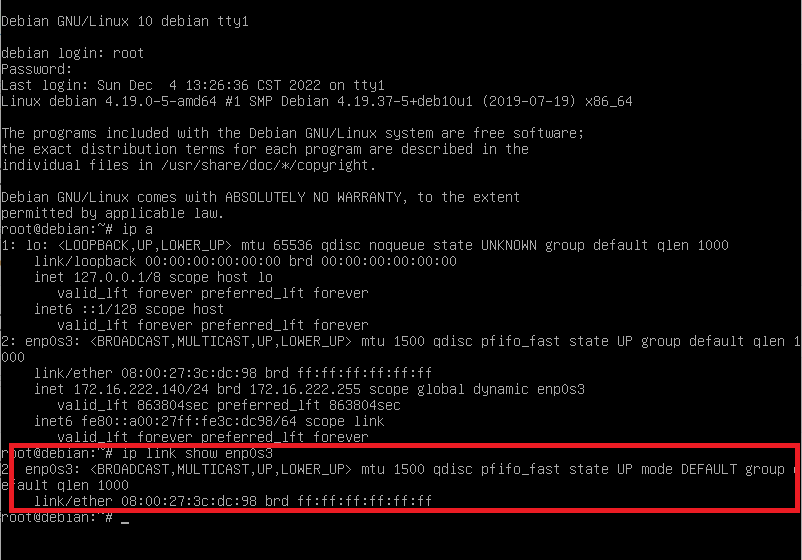 Debian GNU/Linux 10 debian tty1
debian login: root
Password:
Last login: Sun Dec  4 13:26:36 CST 2022 on tty1
Linux debian 4.19.0-5-amd64 #1 SMP Debian 4.19.37-5+deb10u1 (2019-07-19) x86_64
The programs included with the Debian GNU/Linux system are free software;
the exact distribution terms for each program are described in the
individual files in /usr/share/doc/*/copyright.
Debian GNU/Linux comes with ABSOLUTELY NO WARRANTY, to the extent
permitted by applicable law.
root@debian:~# ip a
1: lo: <LOOPBACK,UP,LOWER_UP> mtu 65536 qdisc noqueue state UNKNOWN group default qlen 1000
    link/loopback 00:00:00:00:00:00 brd 00:00:00:00:00:00
    inet 127.0.0.1/8 scope host lo
       valid_lft forever preferred_lft forever
    inet6 ::1/128 scope host
       valid_lft forever preferred_lft forever
2: enp0s3: <BROADCAST,MULTICAST,UP,LOWER_UP> mtu 1500 qdisc pfifo_fast state UP group default qlen 1
000
    link/ether 08:00:27:3c:dc:98 brd ff:ff:ff:ff:ff:ff
    inet 172.16.222.140/24 brd 172.16.222.255 scope global dynamic enp0s3
       valid_lft 863804sec preferred_lft 863804sec
    inet6 fe80::a00:27ff:fe3c:dc98/64 scope link
       valid_lft forever preferred_lft forever
root@debian:~# ip link show enp0s3
2: enp0s3: <BROADCAST,MULTICAST,UP,LOWER_UP> mtu 1500 qdisc pfifo_fast state UP mode DEFAULT group d
efault qlen 1000
    link/ether 08:00:27:3c:dc:98 brd ff:ff:ff:ff:ff:ff
root@debian:~# _